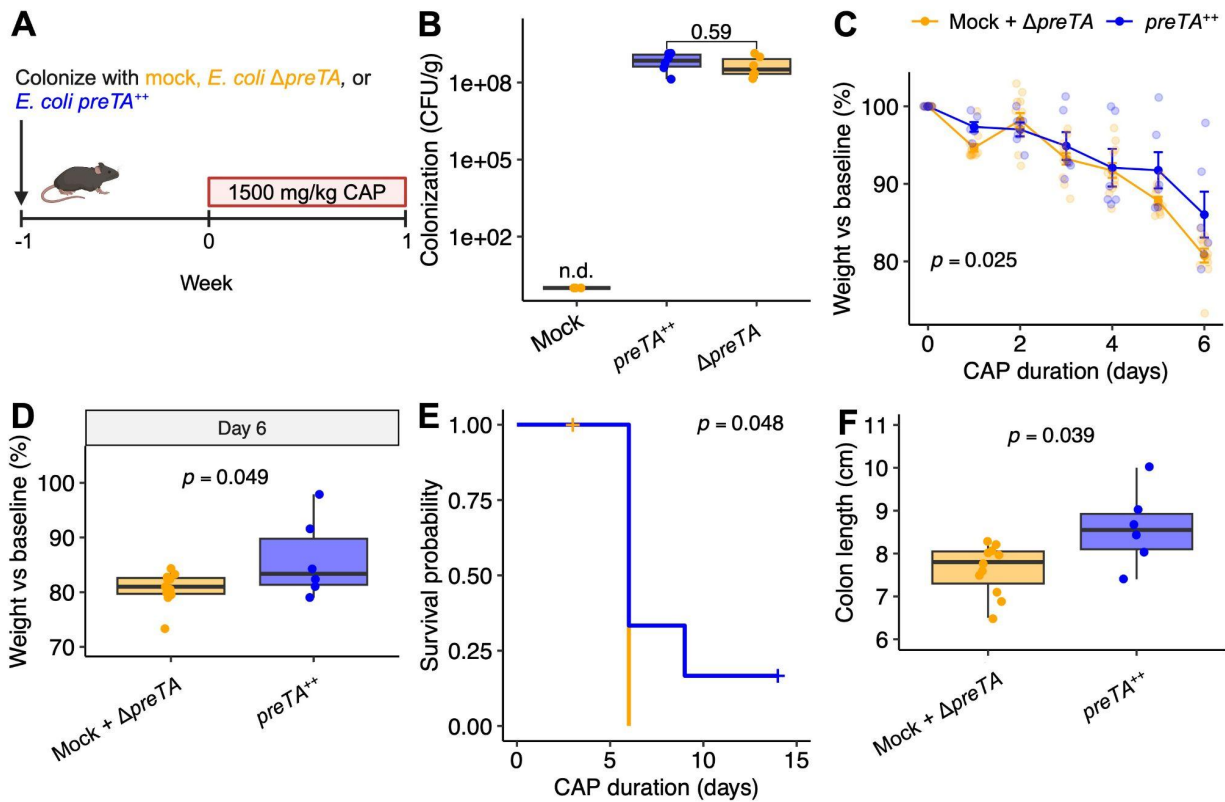 A
Colonize with mock, E. coli ΔpreTA, or
E. coli preTA++
1500 mg/kg CAP
-1
0
1
Week
B
Colonization (CFU/g)
1e+08
1e+05
1e+02
0.59
n.d.
Mock
preTA++
ΔpreTA
C
Mock + ΔpreTA
preTA++
Weight vs baseline (%)
100
90
80
p = 0.025
0
2
4
6
CAP duration (days)
D
Day 6
Weight vs baseline (%)
100
90
80
70
p = 0.049
Mock + ΔpreTA
preTA++
E
Survival probability
1.00
0.75
0.50
0.25
0.00
p = 0.048
0
5
10
15
CAP duration (days)
F
Colon length (cm)
11
10
9
8
7
6
p = 0.039
Mock + ΔpreTA
preTA++